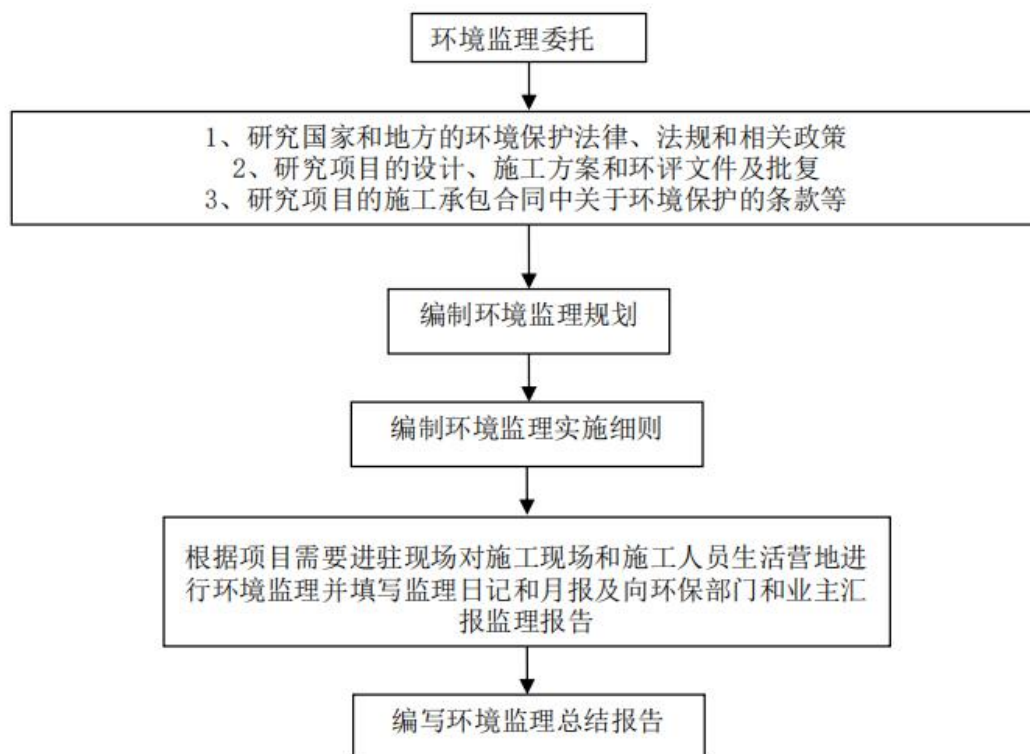 环境监理委托
1、研究国家和地方的环境保护法律、法规和相关政策
2、研究项目的设计、施工方案和环评文件及批复
3、研究项目的施工承包合同中关于环境保护的条款等
编制环境监理规划
编制环境监理实施细则
根据项目需要进驻现场对施工现场和施工人员生活营地进
行环境监理并填写监理日记和月报及向环保部门和业主汇
报监理报告
编写环境监理总结报告